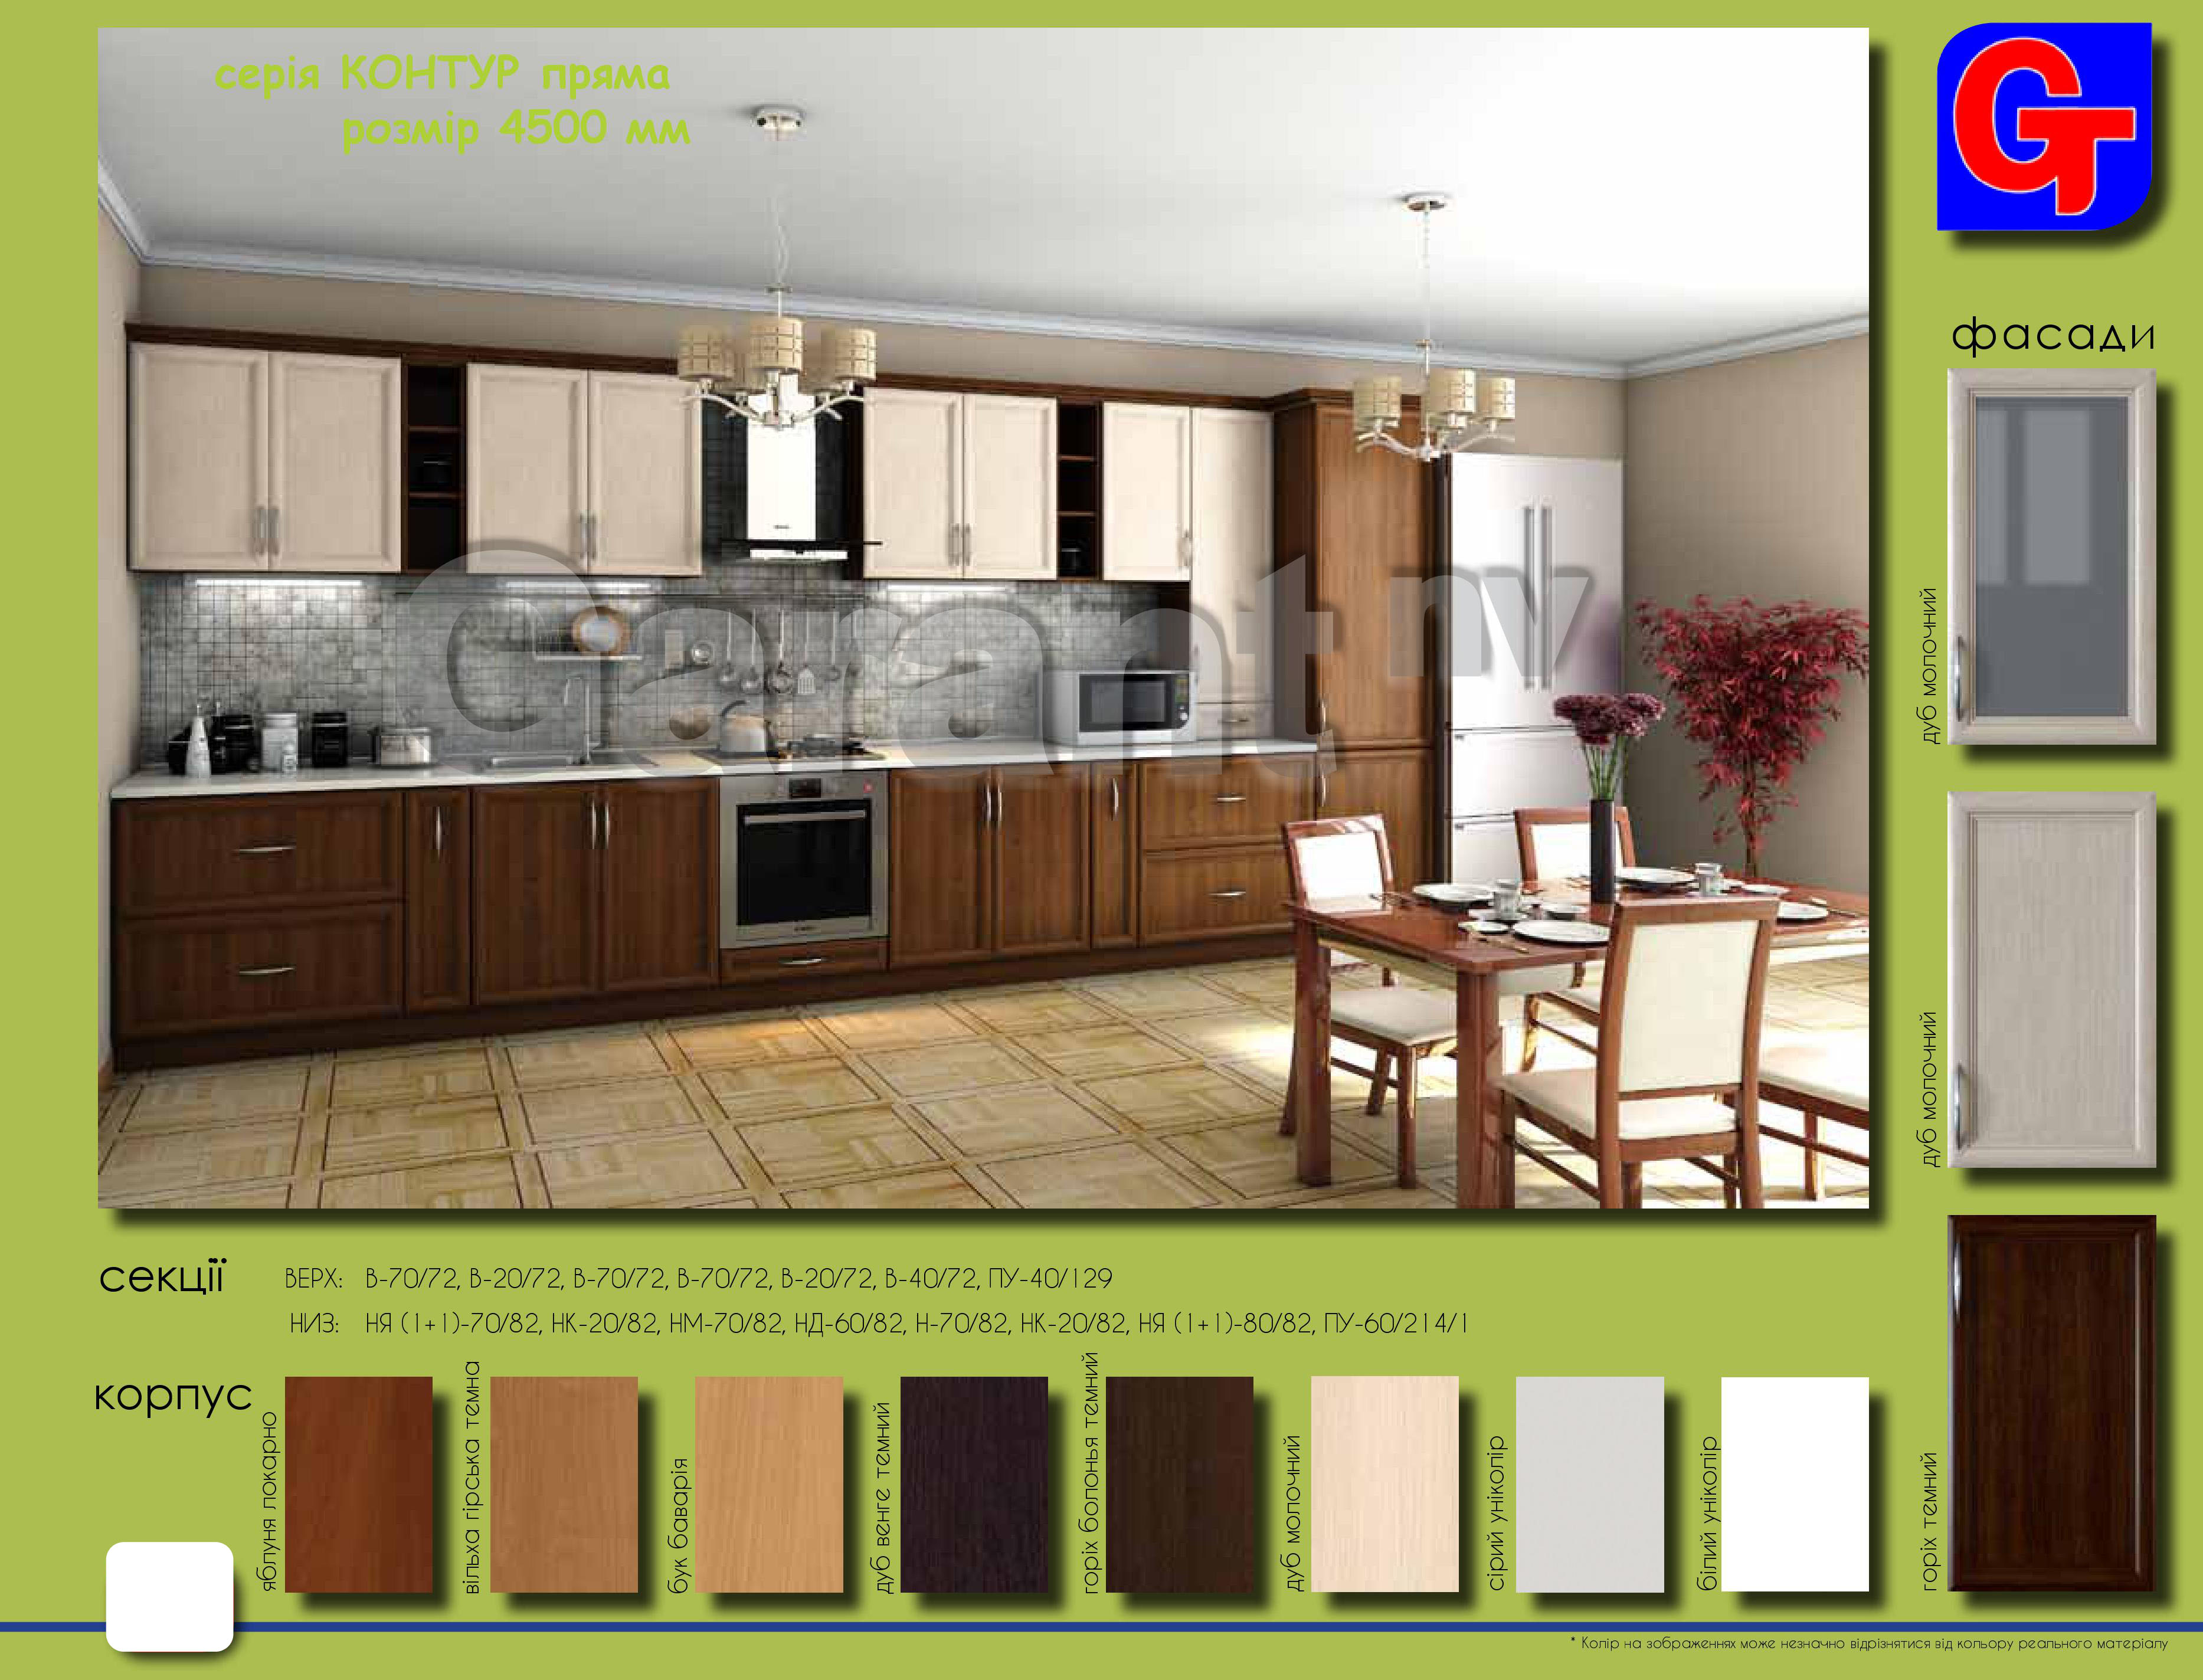 серія КОНТУР пряма
розмір 4500 мм
GT
фасади
дуб молочний
дуб молочний
горіх темний
Garant nv
секції
ВЕРХ: В-70/72, В-20/72, В-70/72, В-70/72, В-20/72, В-40/72, ПУ-40/129
НИЗ: НЯ (1+1)-70/82, НК-20/82, НМ-70/82, НД-60/82, Н-70/82, НК-20/82, НЯ (1+1)-80/82, ПУ-60/214/1
корпус
яблуня локарно
вільха гірська темна
бук баварія
дуб венге темний
горіх болонья темний
дуб молочний
сірий уніколір
білий уніколір
* Колір на зображеннях може незначно відрізнятися від кольору реального матеріалу